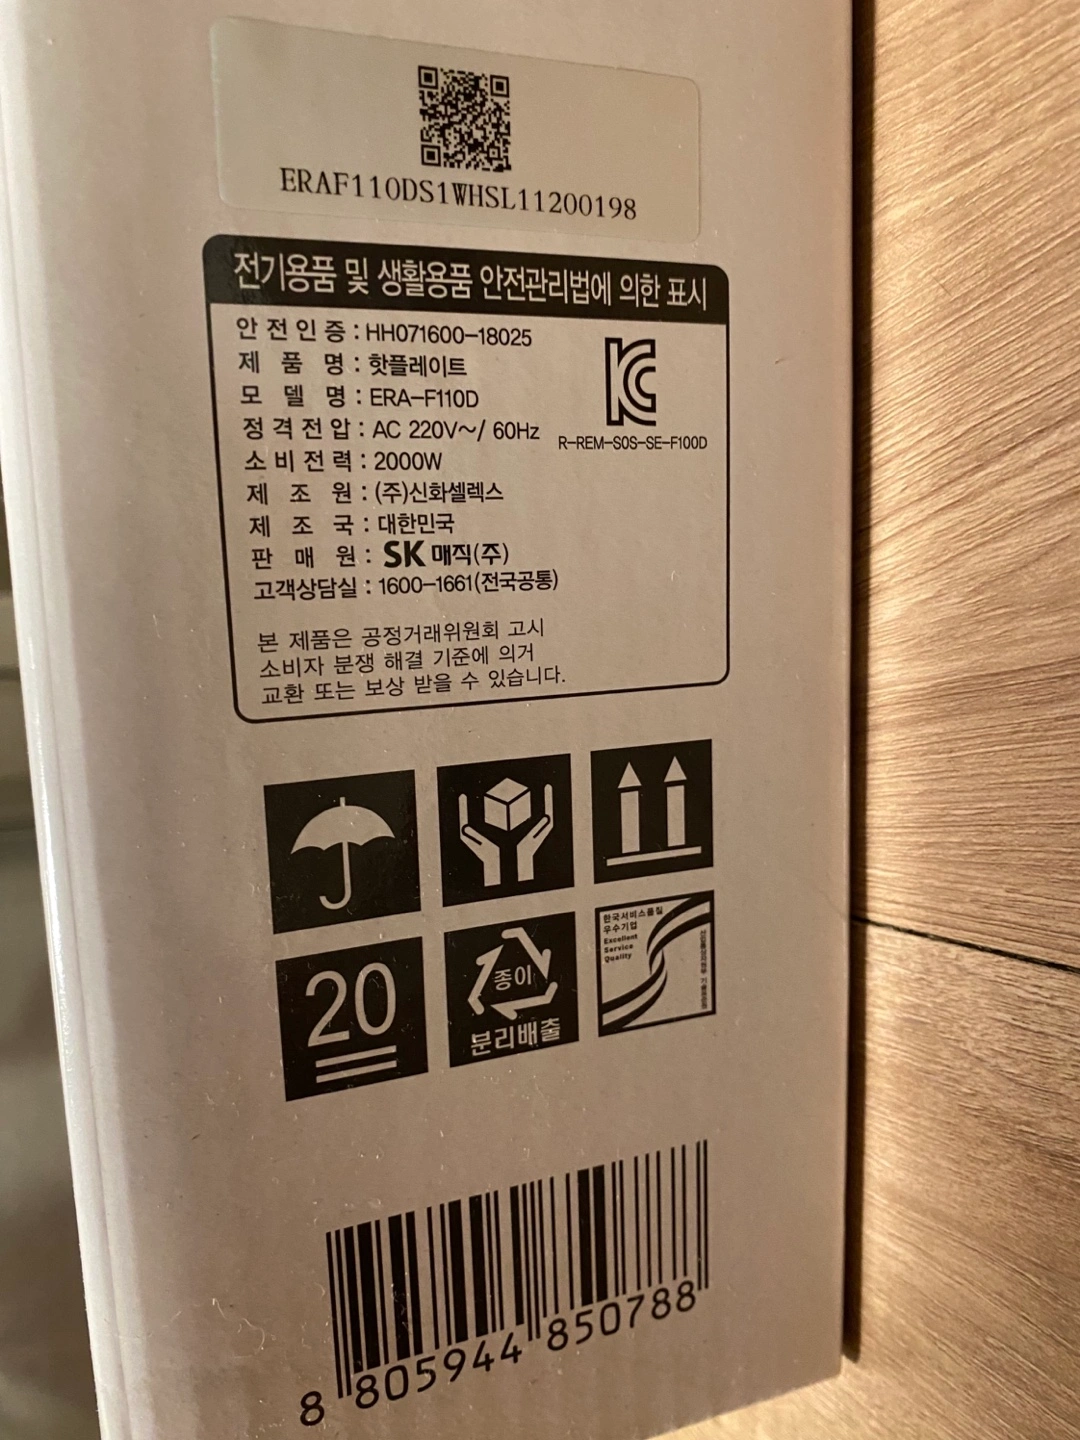 ERAF110DS1WHSL11200198
전기용품 및 생활용품 안전관리법에 의한 표시
안전인증 : HH071600-18025
제품명 : 핫플레이트
모델명 : ERA-F110D
정격전압 : AC 220V~/ 60Hz
소비전력 : 2000W
제조원 : (주)신화셀렉스
제조국 : 대한민국
판매원 : SK매직(주)
고객상담실 : 1600-1661(전국공통)
R-REM-SOS-SE-F100D
본 제품은 공정거래위원회 고시
소비자 분쟁 해결 기준에 의거
교환 또는 보상 받을 수 있습니다.
20
종이
분리배출
한국서비스품질
우수기업
Excellent
Service
Quality
8 805944 850788